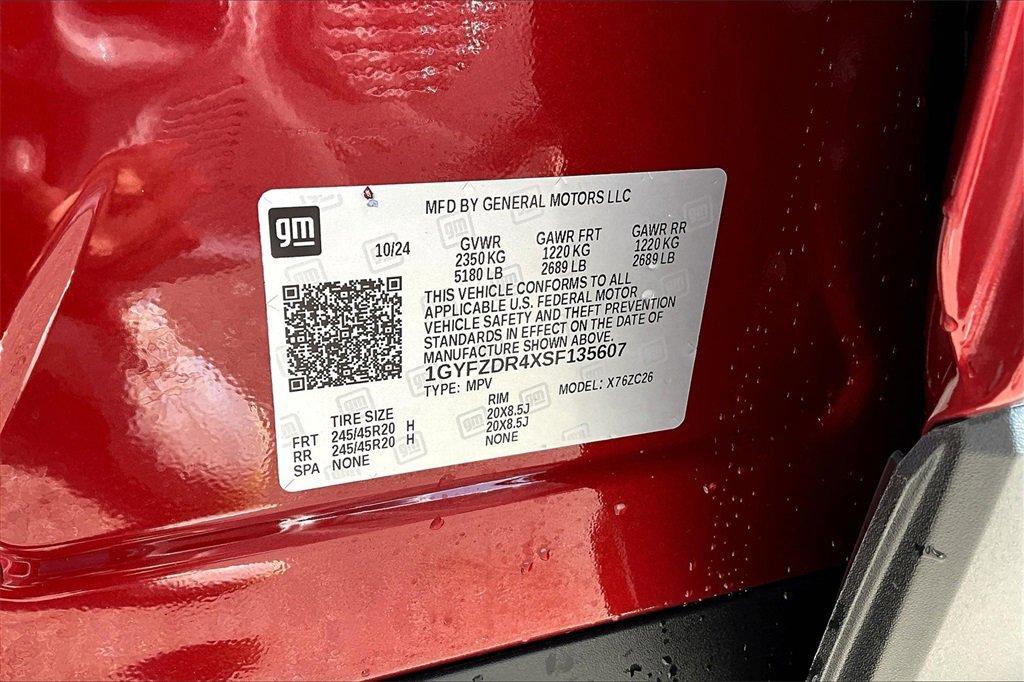 gm
MFD BY GENERAL MOTORS LLC
10/24
GVWR GAWR FRT GAWR RR
2350 KG 1220 KG 1220 KG
5180 LB 2689 LB 2689 LB
THIS VEHICLE CONFORMS TO ALL
APPLICABLE U.S. FEDERAL MOTOR
VEHICLE SAFETY AND THEFT PREVENTION
STANDARDS IN EFFECT ON THE DATE OF
MANUFACTURE SHOWN ABOVE.
1GYFZDR4XSF135607
TYPE: MPV MODEL: X76ZC26
TIRE SIZE RIM
FRT 245/45R20 H 20X8.5J
RR 245/45R20 H 20X8.5J
SPA NONE NONE